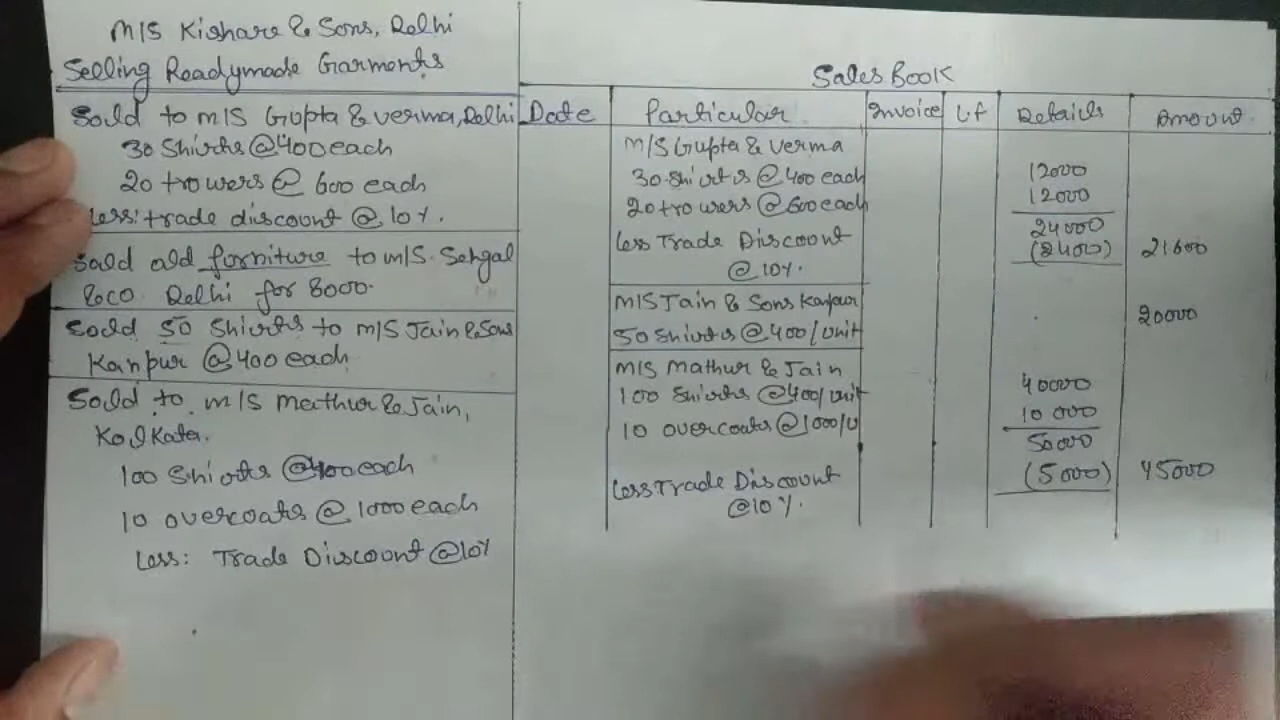 M/S Kishore & Sons, Delhi
Selling Readymade Garments
Sold to M/S Gupta & Verma, Delhi
30 Shirts @ 400 each
20 trowers @ 600 each
Less: trade discount @ 10%.
Sold old furniture to M/S. Sehgal
& co Delhi for 8000.
Sold 50 Shirts to M/S Jain & Sons
Kanpur @ 400 each
Sold to M/S Mathur & Jain,
Kolkata.
100 Shirts @ 400 each
10 overcoats @ 1000 each
Less: Trade Discount @ 10%
Sales Book
Date Particular Invoice LF Details Amount
M/S Gupta & Verma
30 Shirts @ 400 each 12000
20 trowers @ 600 each 12000
24000
Less Trade Discount (2400) 21600
@ 10%.
M/S Jain & Sons Kanpur
50 Shirts @ 400/unit 20000
M/S Mathur & Jain
100 Shirts @ 400/unit 40000
10 overcoats @ 1000/U 10 000
50000
Less Trade Discount (5000) 45000
@ 10%.